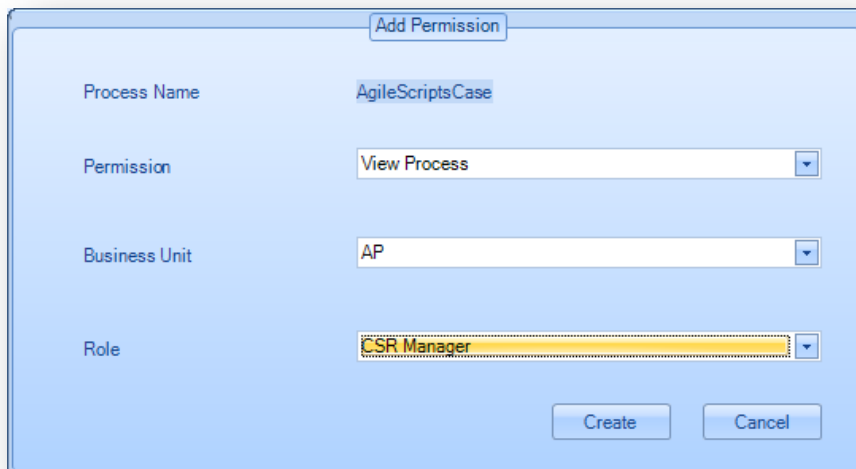 Add Permission
Process Name AgileScriptsCase
Permission View Process
Business Unit AP
Role CSR Manager
Create Cancel